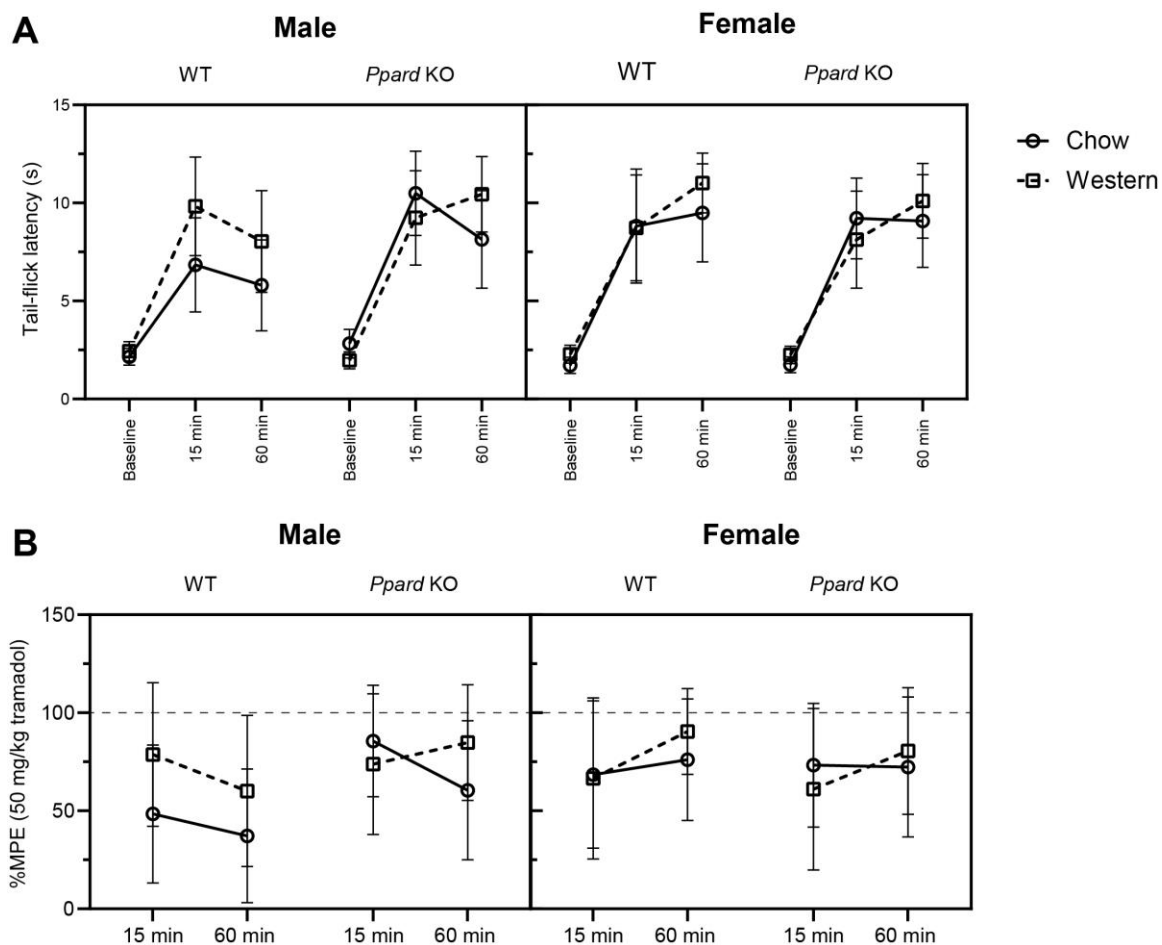 A
Male
Female
WT
Ppard KO
WT
Ppard KO
Chow
Western
Tail-flick latency (s)
15
10
5
0
Baseline
15 min
60 min
Baseline
15 min
60 min
Baseline
15 min
60 min
Baseline
15 min
60 min
B
Male
Female
WT
Ppard KO
WT
Ppard KO
%MPE (50 mg/kg tramadol)
150
100
50
0
15 min 60 min 15 min 60 min 15 min 60 min 15 min 60 min